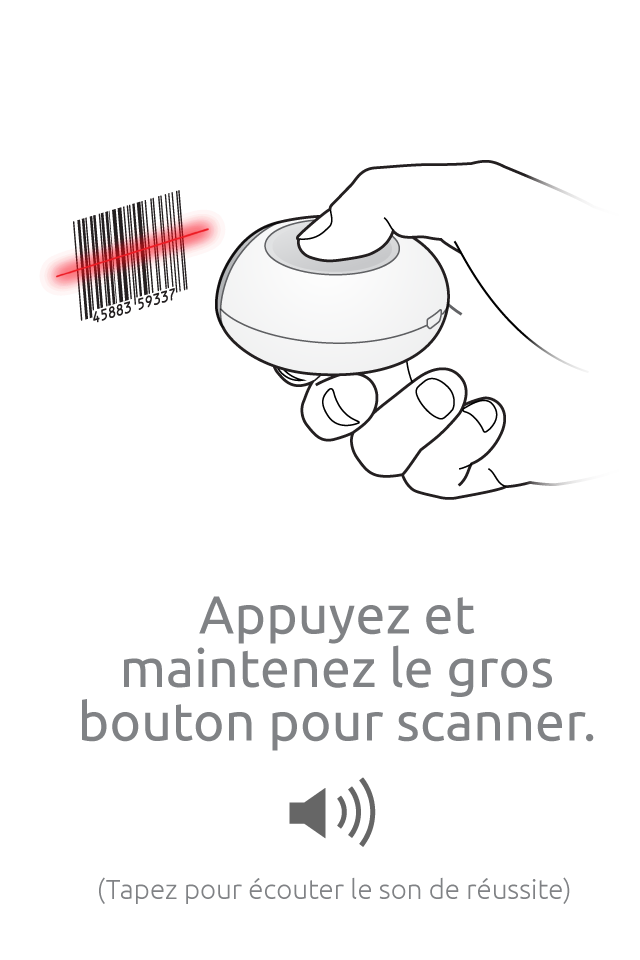 45883 59337
Appuyez et
maintenez le gros
bouton pour scanner.
(Tapez pour écouter le son de réussite)